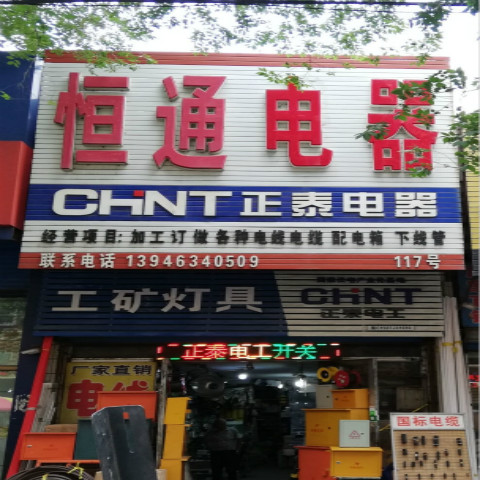 恒通电器
CHNT 正泰电器
经营项目: 加工订做各种电线电缆 配电箱 下线管
联系电话 13946340509 117号
工矿灯具
CHNT
正泰电工
正泰电工开关
厂家直销
电线
国标电缆